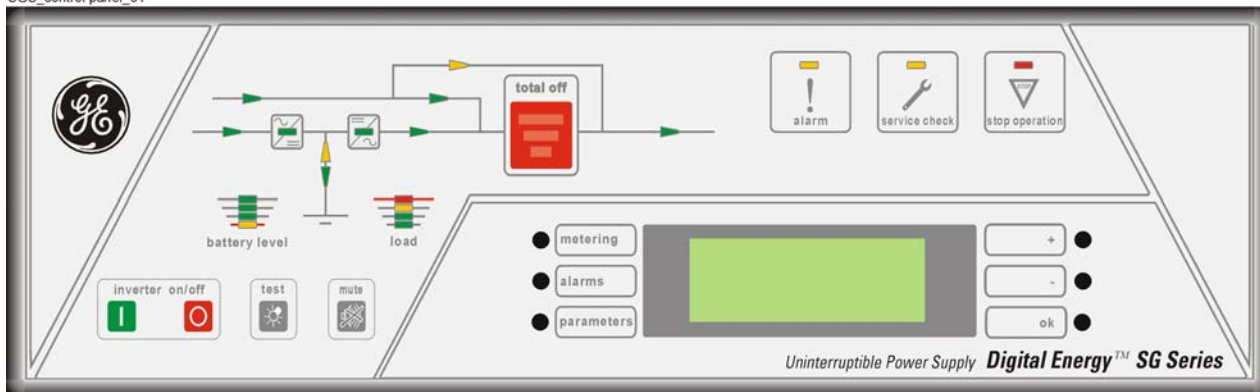 total off
alarm
service check
STOP
stop operation
battery level
load
inverter on/off
test
mute
metering
alarms
parameters
+
-
ok
GE
I
O
Uninterruptible Power Supply Digital Energy™ SG Series